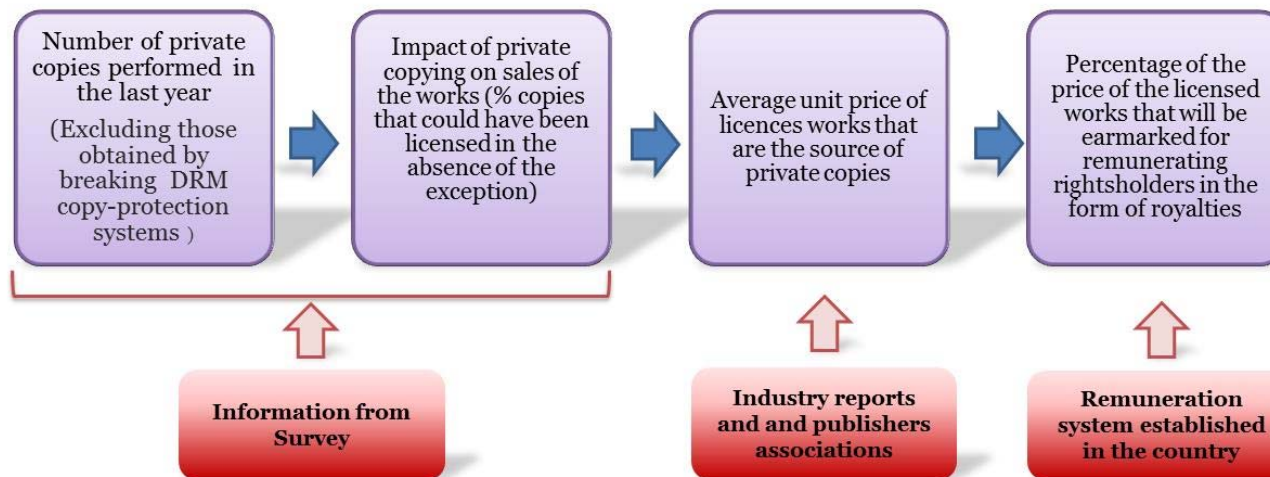 Number of private
copies performed in
the last year
(Excluding those
obtained by
breaking DRM
copy-protection
systems )
Impact of private
copying on sales of
the works (% copies
that could have been
licensed in the
absence of the
exception)
Average unit price of
licences works that
are the source of
private copies
Percentage of the
price of the licensed
works that will be
earmarked for
remunerating
rightsholders in the
form of royalties
Information from
Survey
Industry reports
and and publishers
associations
Remuneration
system established
in the country